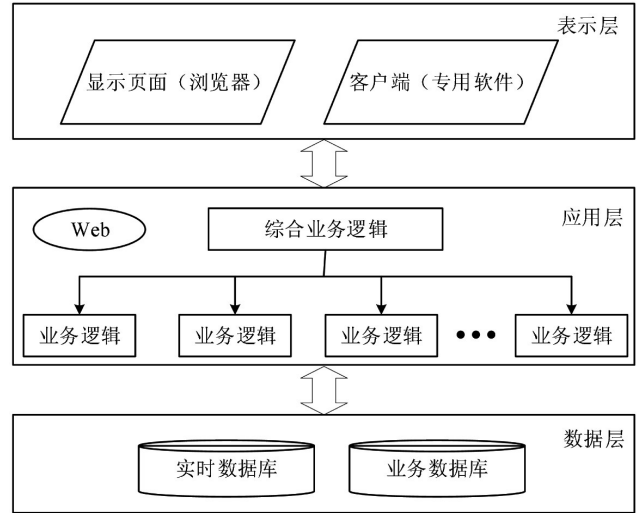 表示层
显示页面（浏览器）
客户端（专用软件）
应用层
Web
综合业务逻辑
业务逻辑
业务逻辑
业务逻辑
业务逻辑
数据层
实时数据库
业务数据库